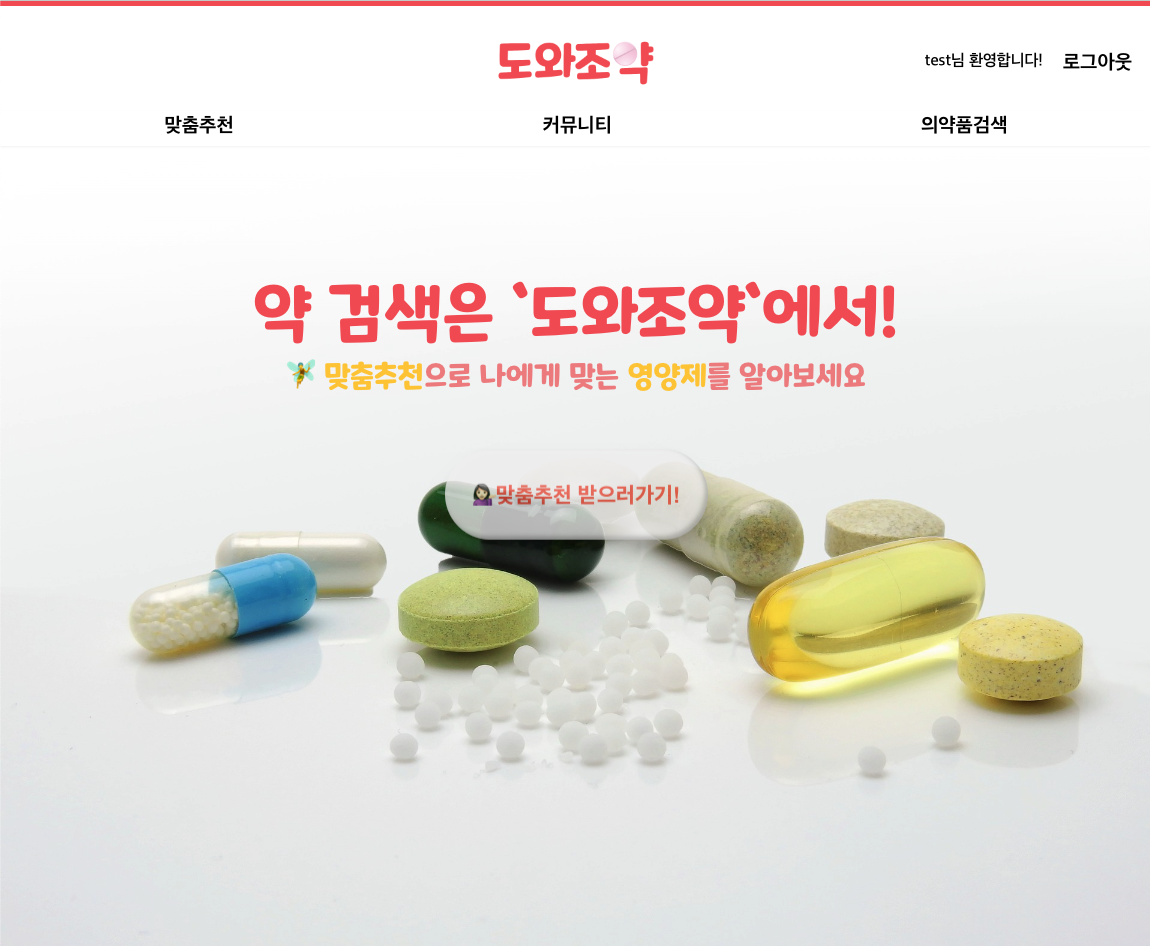 도와조약
test님 환영합니다! 로그아웃
맞춤추천 커뮤니티 의약품검색
약 검색은 `도와조약`에서!
🧚 맞춤추천으로 나에게 맞는 영양제를 알아보세요
💁🏻‍♀️맞춤추천 받으러가기!